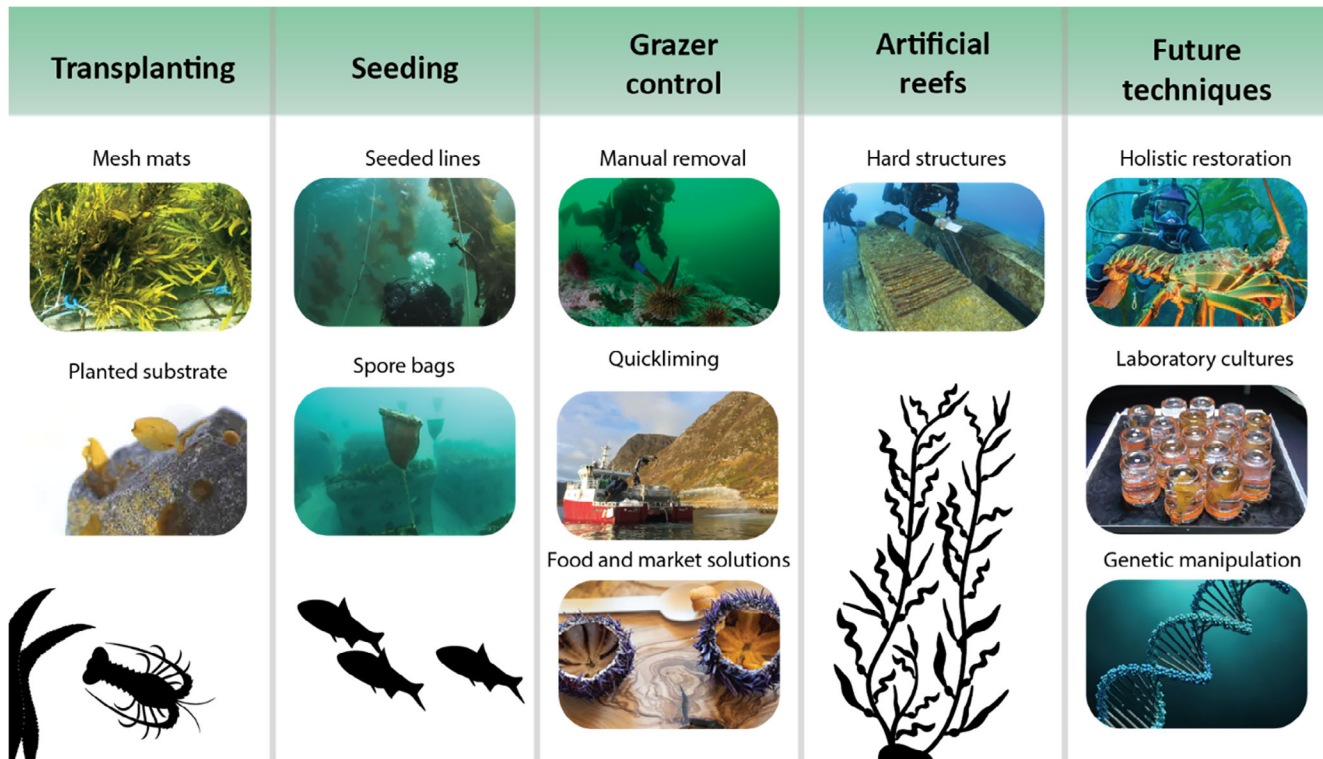 Transplanting
Seeding
Grazer
control
Artificial
reefs
Future
techniques
Mesh mats
Planted substrate
Seeded lines
Spore bags
Manual removal
Quickliming
Food and market solutions
Hard structures
Holistic restoration
Laboratory cultures
Genetic manipulation